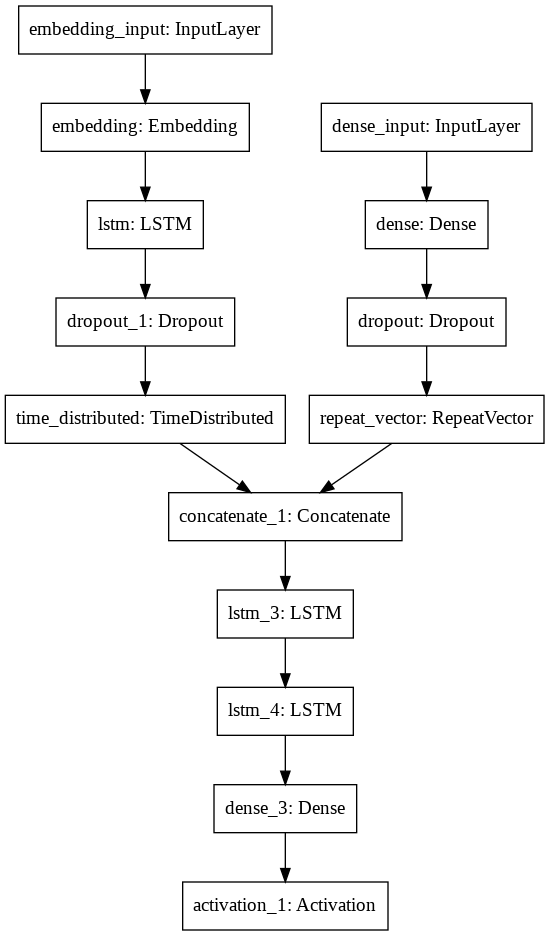 embedding_input: InputLayer
embedding: Embedding
dense_input: InputLayer
lstm: LSTM
dense: Dense
dropout_1: Dropout
dropout: Dropout
time_distributed: TimeDistributed
repeat_vector: RepeatVector
concatenate_1: Concatenate
lstm_3: LSTM
lstm_4: LSTM
dense_3: Dense
activation_1: Activation